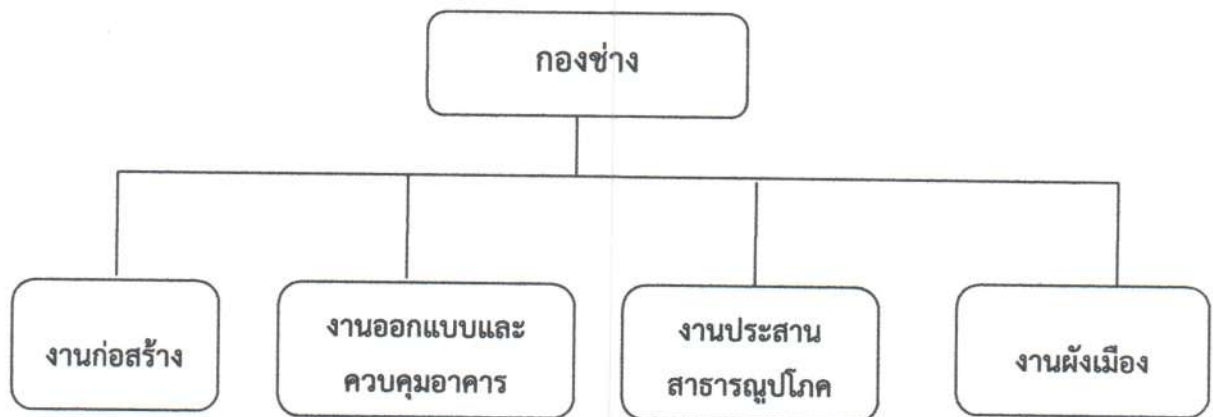 กองช่าง
งานก่อสร้าง
งานออกแบบและ
ควบคุมอาคาร
งานประสาน
สาธารณูปโภค
งานผังเมือง